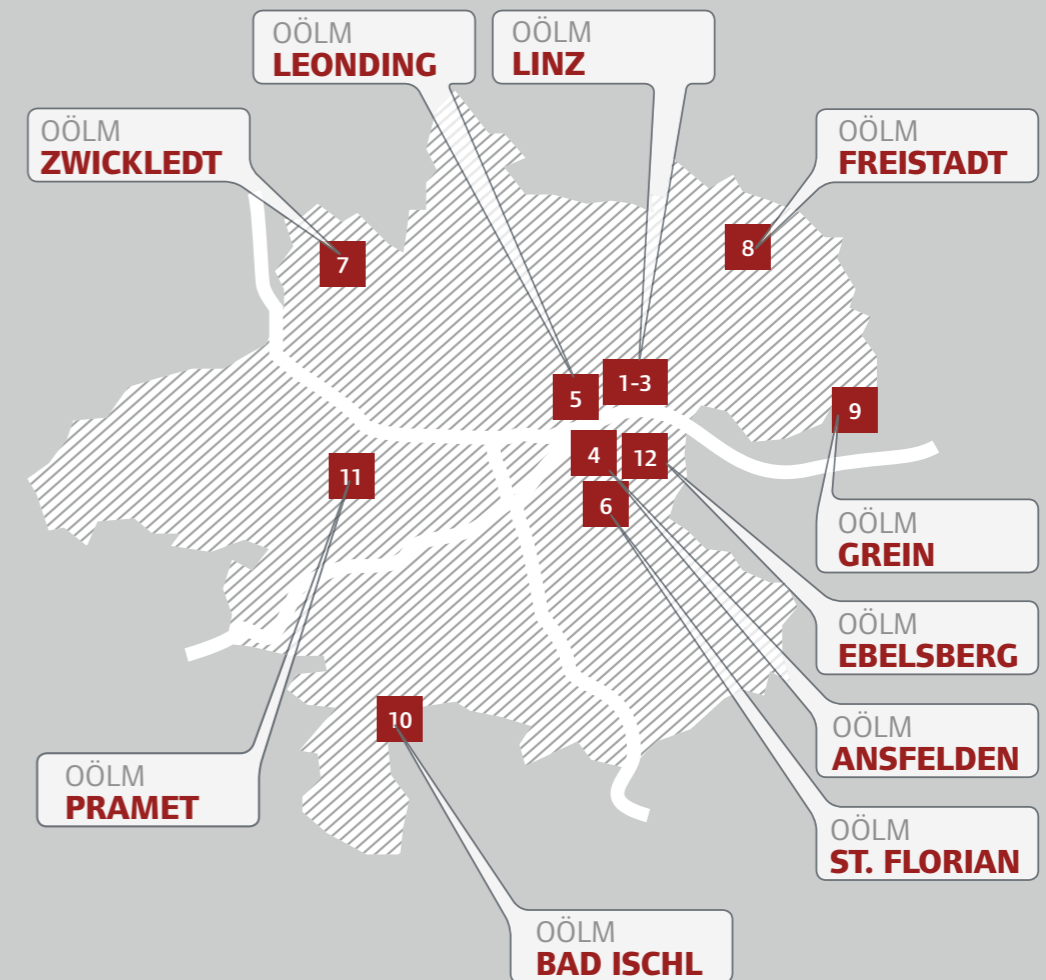 OÖLM
LEONDING
OÖLM
LINZ
OÖLM
ZWICKLEDT
OÖLM
FREISTADT
8
7
1-3
5
9
4
12
11
6
OÖLM
GREIN
OÖLM
EBELSBERG
10
OÖLM
ANSFELDEN
OÖLM
PRAMET
OÖLM
ST. FLORIAN
OÖLM
BAD ISCHL